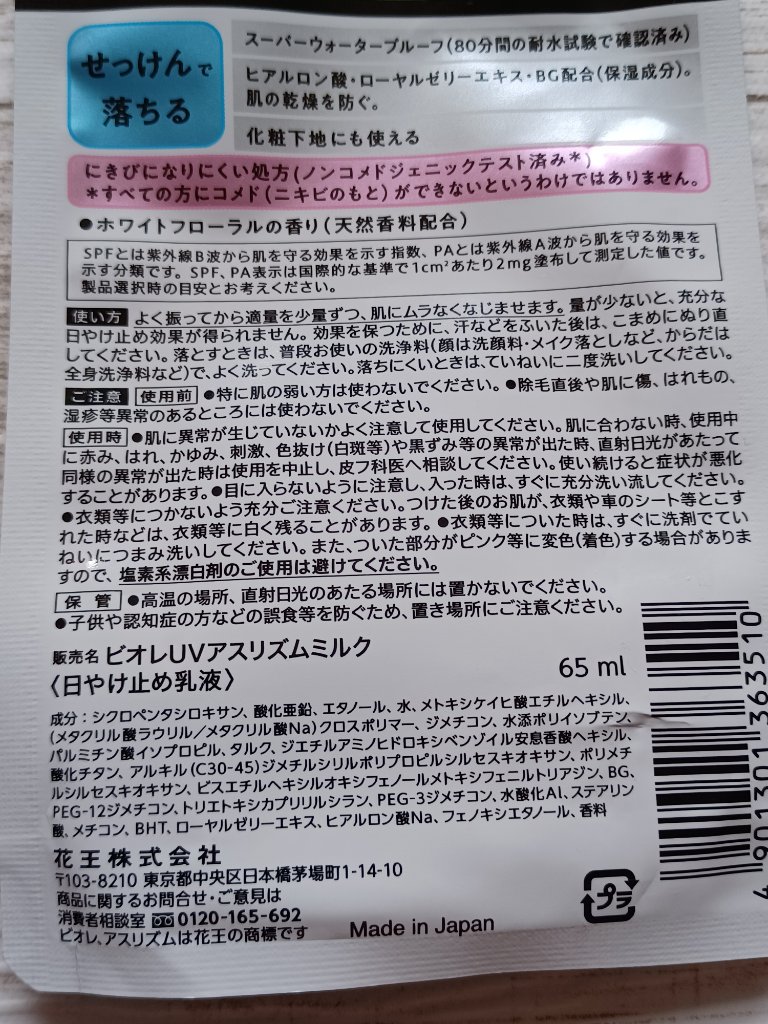 せっけんで
落ちる
スーパーウォータープルーフ(80分間の耐水試験で確認済み)
ヒアルロン酸・ローヤルゼリーエキス・BG配合(保湿成分)。
肌の乾燥を防ぐ。
化粧下地にも使える
にきびになりにくい処方(ノンコメドジェニックテスト済み*)
*すべての方にコメド(ニキビのもと)ができないというわけではありません。
●ホワイトフローラルの香り(天然香料配合)
SPFとは紫外線B波から肌を守る効果を示す指数、PAとは紫外線A波から肌を守る効果を
示す分類です。SPF、PA表示は国際的な基準で1cm²あたり2mg塗布して測定した値です。
製品選択時の目安とお考えください。
使い方 よく振ってから適量を少量ずつ、肌にムラなくなじませます。量が少ないと、充分な
日やけ止め効果が得られません。効果を保つために、汗などをふいた後は、こまめにぬり直
してください。落とすときは、普段お使いの洗浄料(顔は洗顔料・メイク落としなど、からだは
全身洗浄料など)で、よく洗ってください。落ちにくいときは、ていねいに二度洗いしてください。
ご注意 使用前 ●特に肌の弱い方は使わないでください。●除毛直後や肌に傷、はれもの、
湿疹等異常のあるところには使わないでください。
使用時 ●肌に異常が生じていないかよく注意して使用してください。肌に合わない時、使用中
に赤み、はれ、かゆみ、刺激、色抜け(白斑等)や黒ずみ等の異常が出た時、直射日光があたって
同様の異常が出た時は使用を中止し、皮フ科医へ相談してください。使い続けると症状が悪化
することがあります。●目に入らないように注意し、入った時は、すぐに充分洗い流してください。
●衣類等につかないよう充分ご注意ください。つけた後のお肌が、衣類や車のシート等とこす
れた時などは、衣類等に白く残ることがあります。●衣類等についた時は、すぐに洗剤でてい
ねいにつまみ洗いしてください。また、ついた部分がピンク等に変色(着色)する場合がありま
すので、塩素系漂白剤のご使用は避けてください。
保 管 ●高温の場所、直射日光のあたる場所には置かないでください。
●子供や認知症の方などの誤食等を防ぐため、置き場所にご注意ください。
販売名 ビオレUVアスリズムミルク
〈日やけ止め乳液〉
65 ml
成分:シクロペンタシロキサン、酸化亜鉛、エタノール、水、メトキシケイヒ酸エチルヘキシル、
(メタクリル酸ラウリル/メタクリル酸Na)クロスポリマー、ジメチコン、水添ポリイソブテン、
パルミチン酸イソプロピル、タルク、ジエチルアミノヒドロキシベンゾイル安息香酸ヘキシル、
酸化チタン、アルキル(C30-45)ジメチルシリルポリプロピルシルセスキオキサン、ポリメチ
ルシルセスキオキサン、ビスエチルヘキシルオキシフェノールメトキシフェニルトリアジン、BG、
PEG-12ジメチコン、トリエトキシカプリリルシラン、PEG-3ジメチコン、水酸化Al、ステアリン
酸、メチコン、BHT、ローヤルゼリーエキス、ヒアルロン酸Na、フェノキシエタノール、香料
花王株式会社
〒103-8210 東京都中央区日本橋茅場町1-14-10
商品に関するお問合せ・ご意見は
消費者相談室 0120-165-692
ビオレ、アスリズムは花王の商標です
Made in Japan
プラ
4 901301 363510